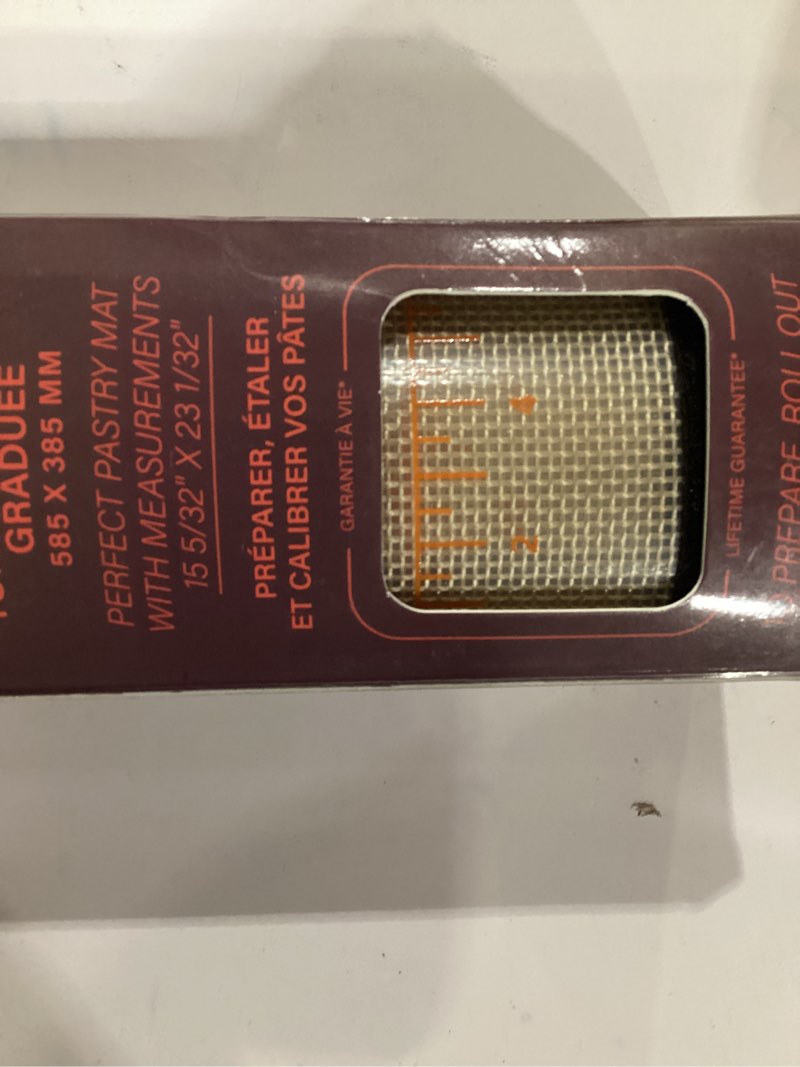 GRADUÉE
585 X 385 MM
PERFECT PASTRY MAT
WITH MEASUREMENTS
15 5/32" X 23 1/32"
PRÉPARER, ÉTALER
ET CALIBRER VOS PÂTES
GARANTIE À VIE*
2 4
LIFETIME GUARANTEE*
PREPARE, ROLL OUT